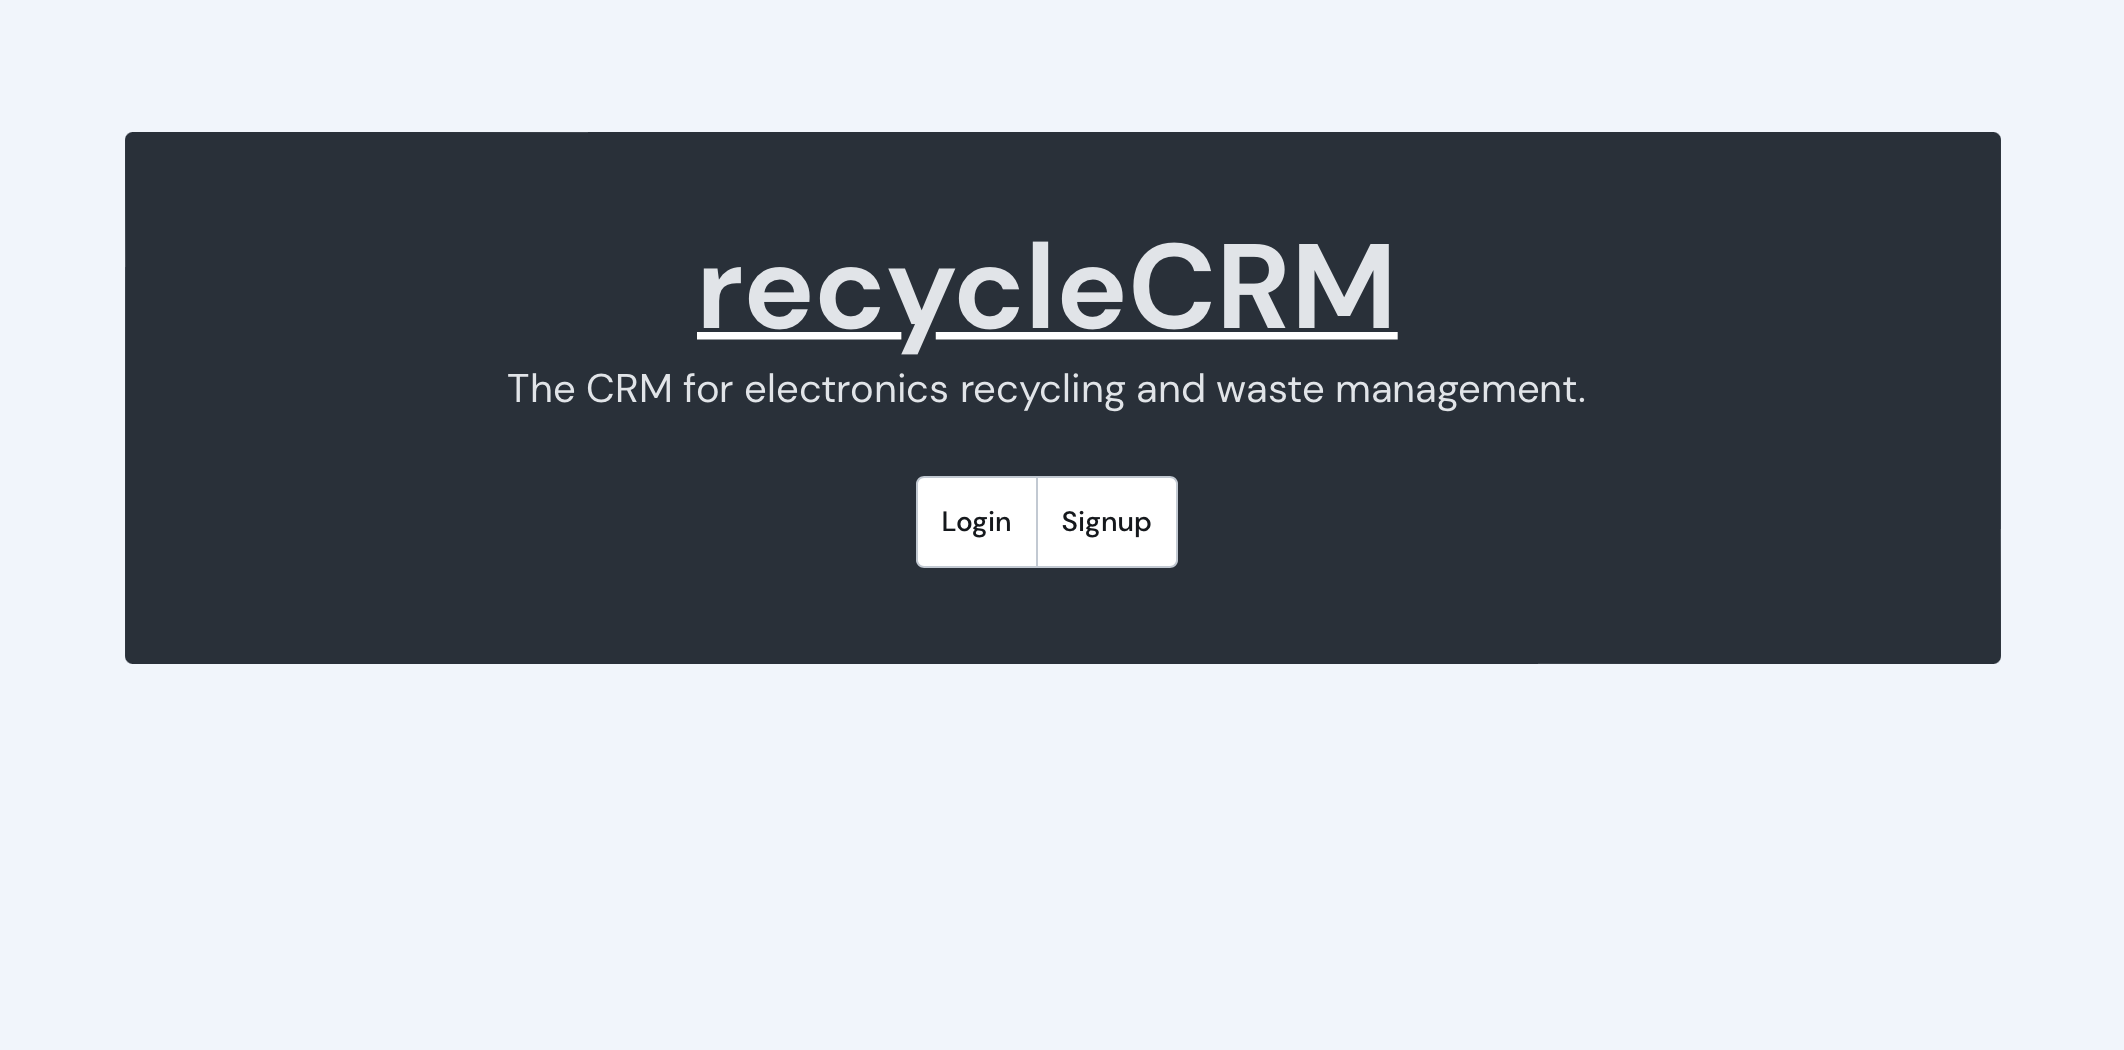 recycleCRM
The CRM for electronics recycling and waste management.
Login Signup